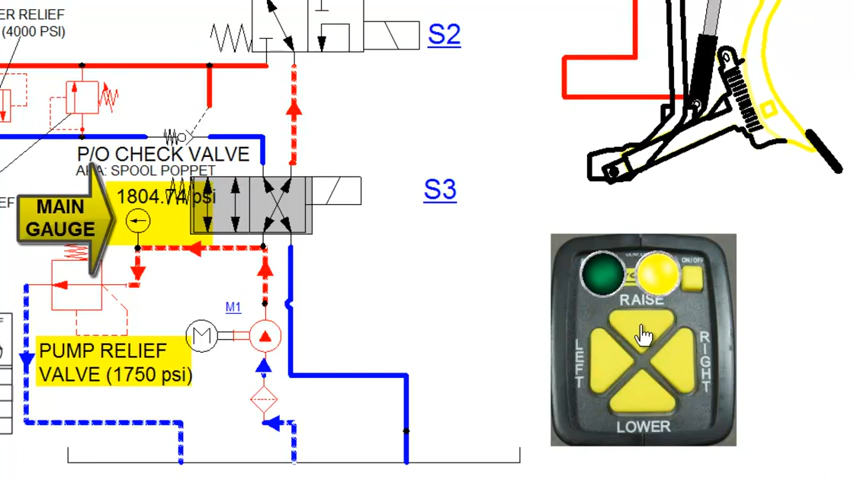 ER RELIEF
(4000 PSI)
S2
P/O CHECK VALVE
AKA: SPOOL POPPET
1804.74 psi
S3
MAIN
GAUGE
M1
M
PUMP RELIEF
VALVE (1750 psi)
ON/OFF
RAISE
LEFT
RIGHT
LOWER